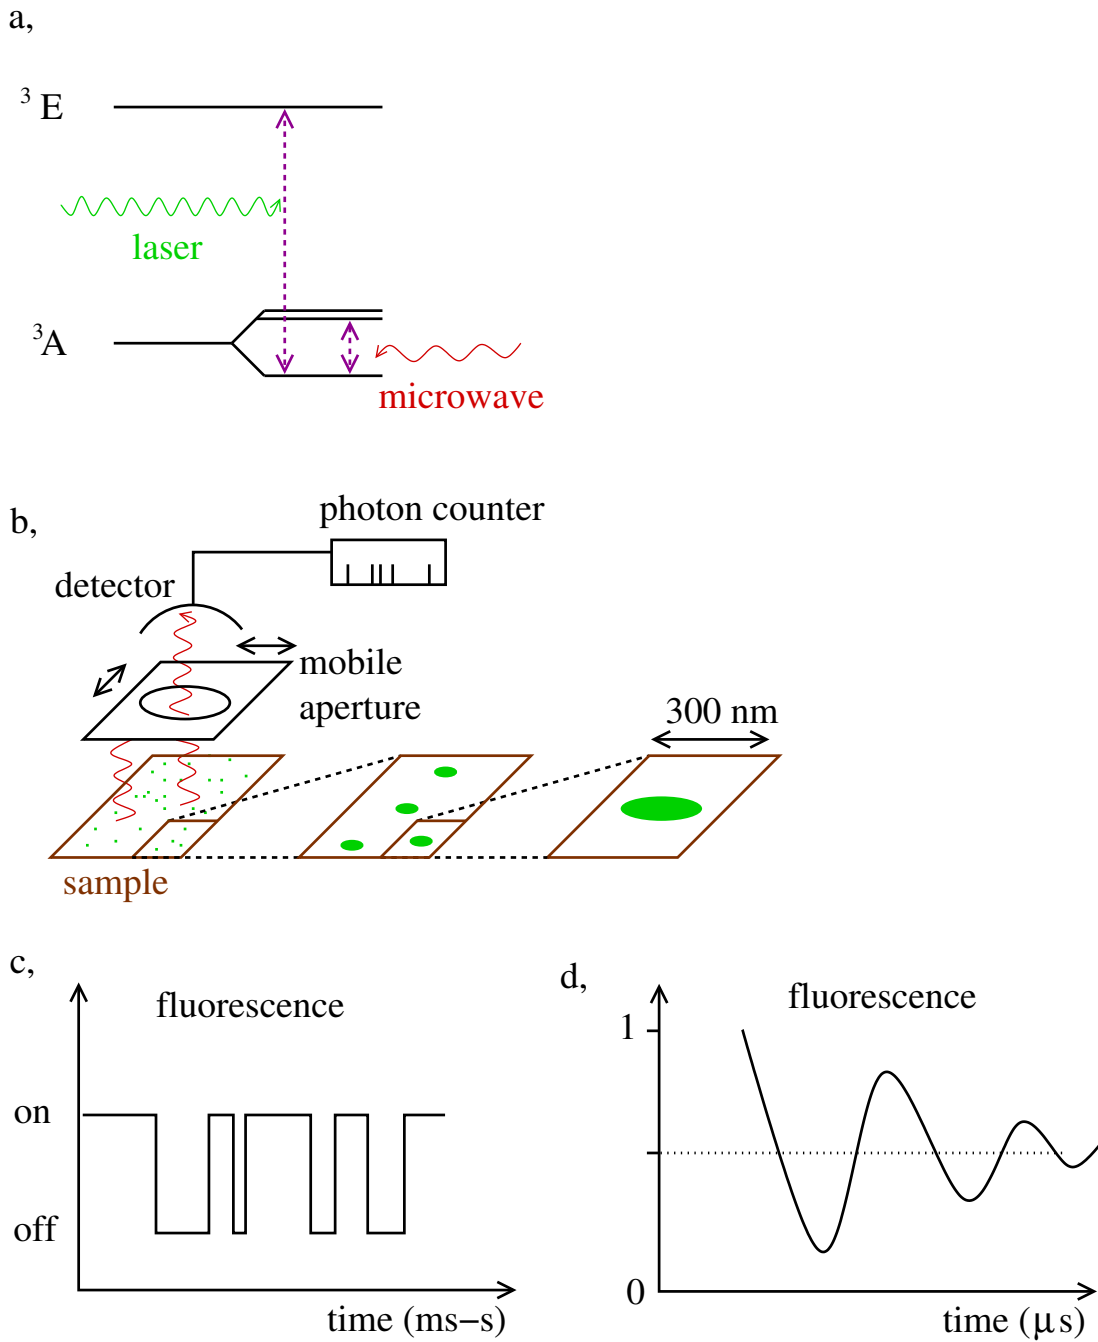 a,
³ E
laser
³A
microwave
b,
photon counter
detector
mobile
aperture
300 nm
sample
c,
fluorescence
on
off
time (ms−s)
d,
fluorescence
1
0
time (μs)